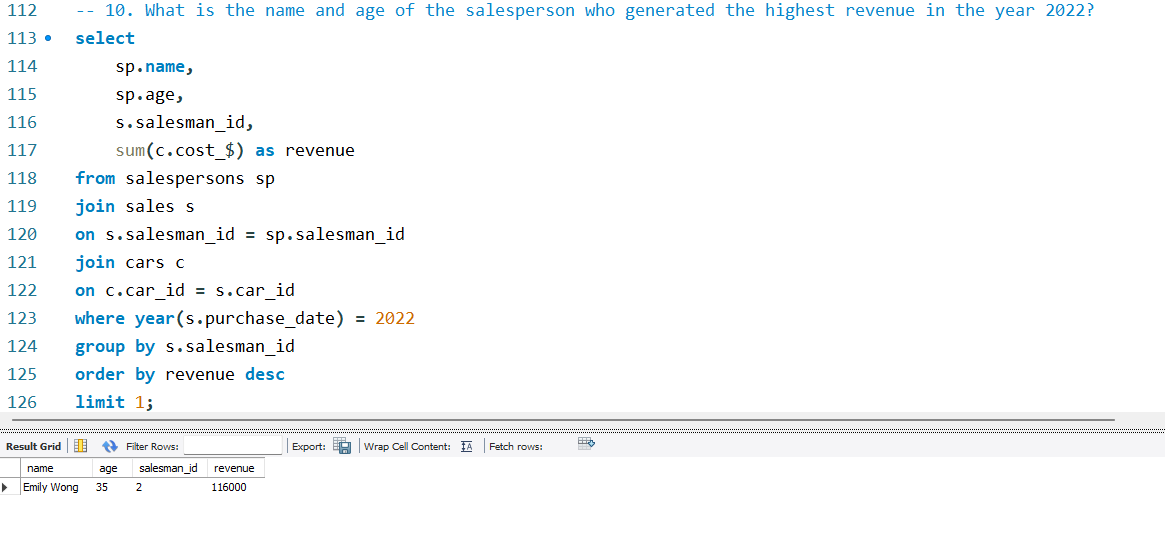 112 -- 10. What is the name and age of the salesperson who generated the highest revenue in the year 2022?
113 select
114 sp.name,
115 sp.age,
116 s.salesman_id,
117 sum(c.cost_$) as revenue
118 from salespersons sp
119 join sales s
120 on s.salesman_id = sp.salesman_id
121 join cars c
122 on c.car_id = s.car_id
123 where year(s.purchase_date) = 2022
124 group by s.salesman_id
125 order by revenue desc
126 limit 1;
Result Grid Filter Rows: Export: Wrap Cell Content: IA Fetch rows:
name age salesman_id revenue
Emily Wong 35 2 116000